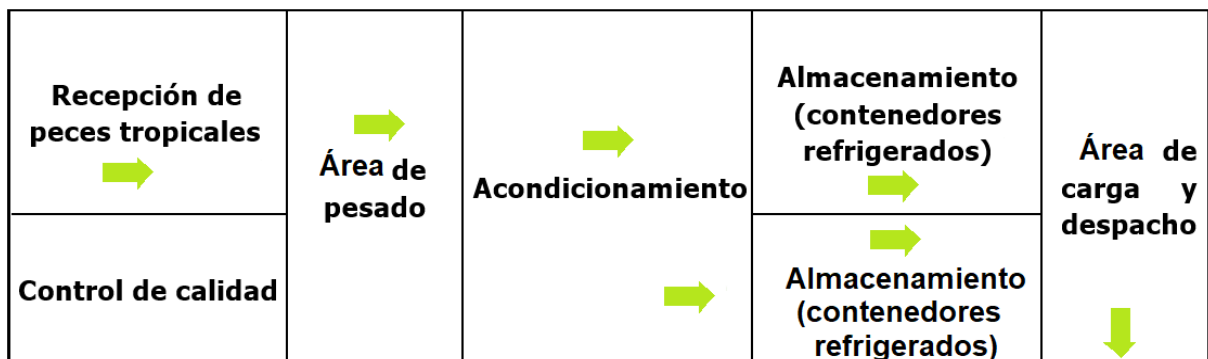 Recepción de
peces tropicales
Control de calidad
Área de
pesado
Acondicionamiento
Almacenamiento
(contenedores
refrigerados)
Almacenamiento
(contenedores
refrigerados)
Área de
carga y
despacho